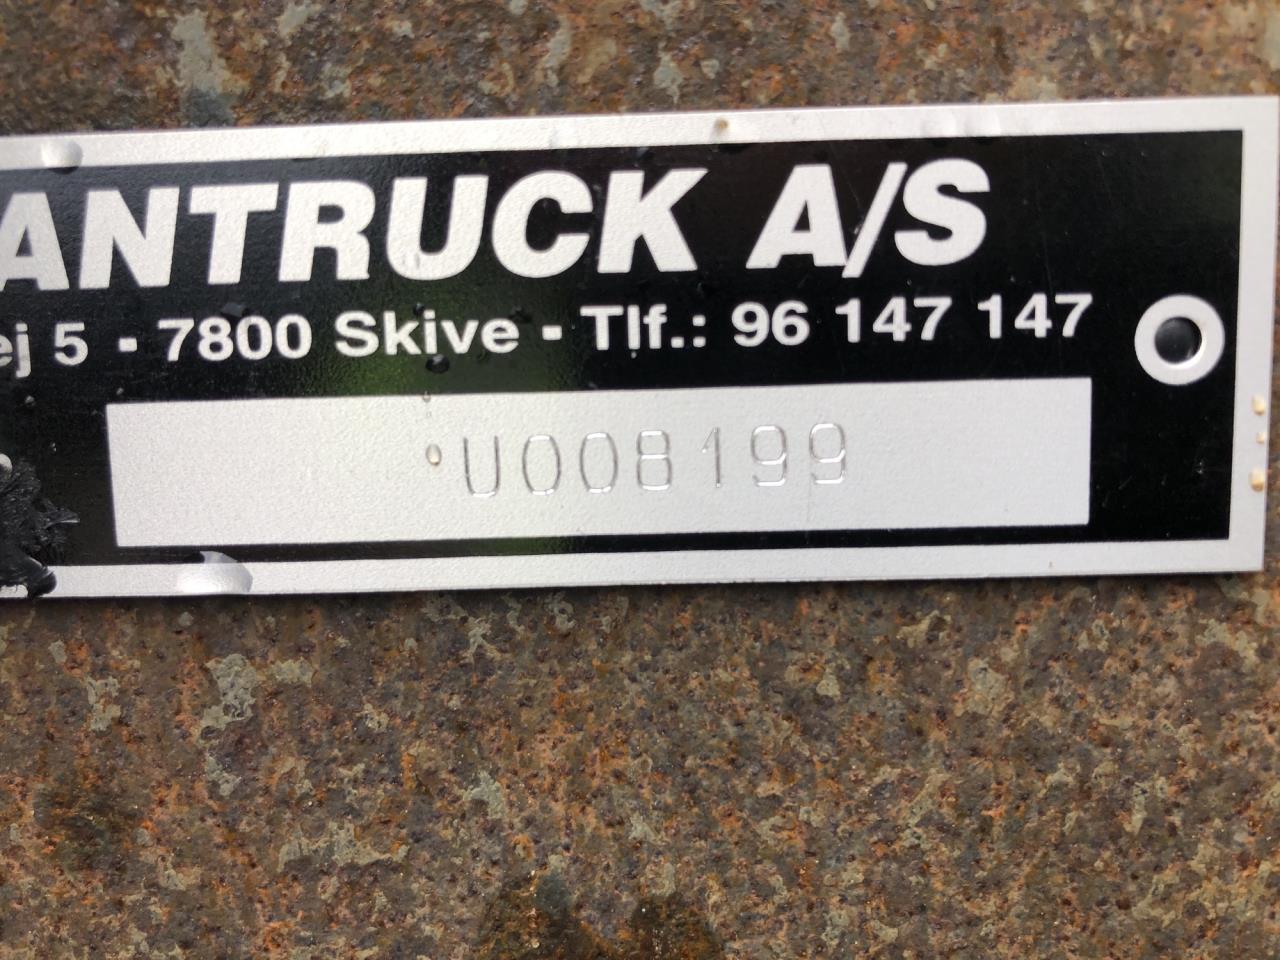 ANTRUCK A/S
ej 5 - 7800 Skive - Tlf.: 96 147 147
U008199